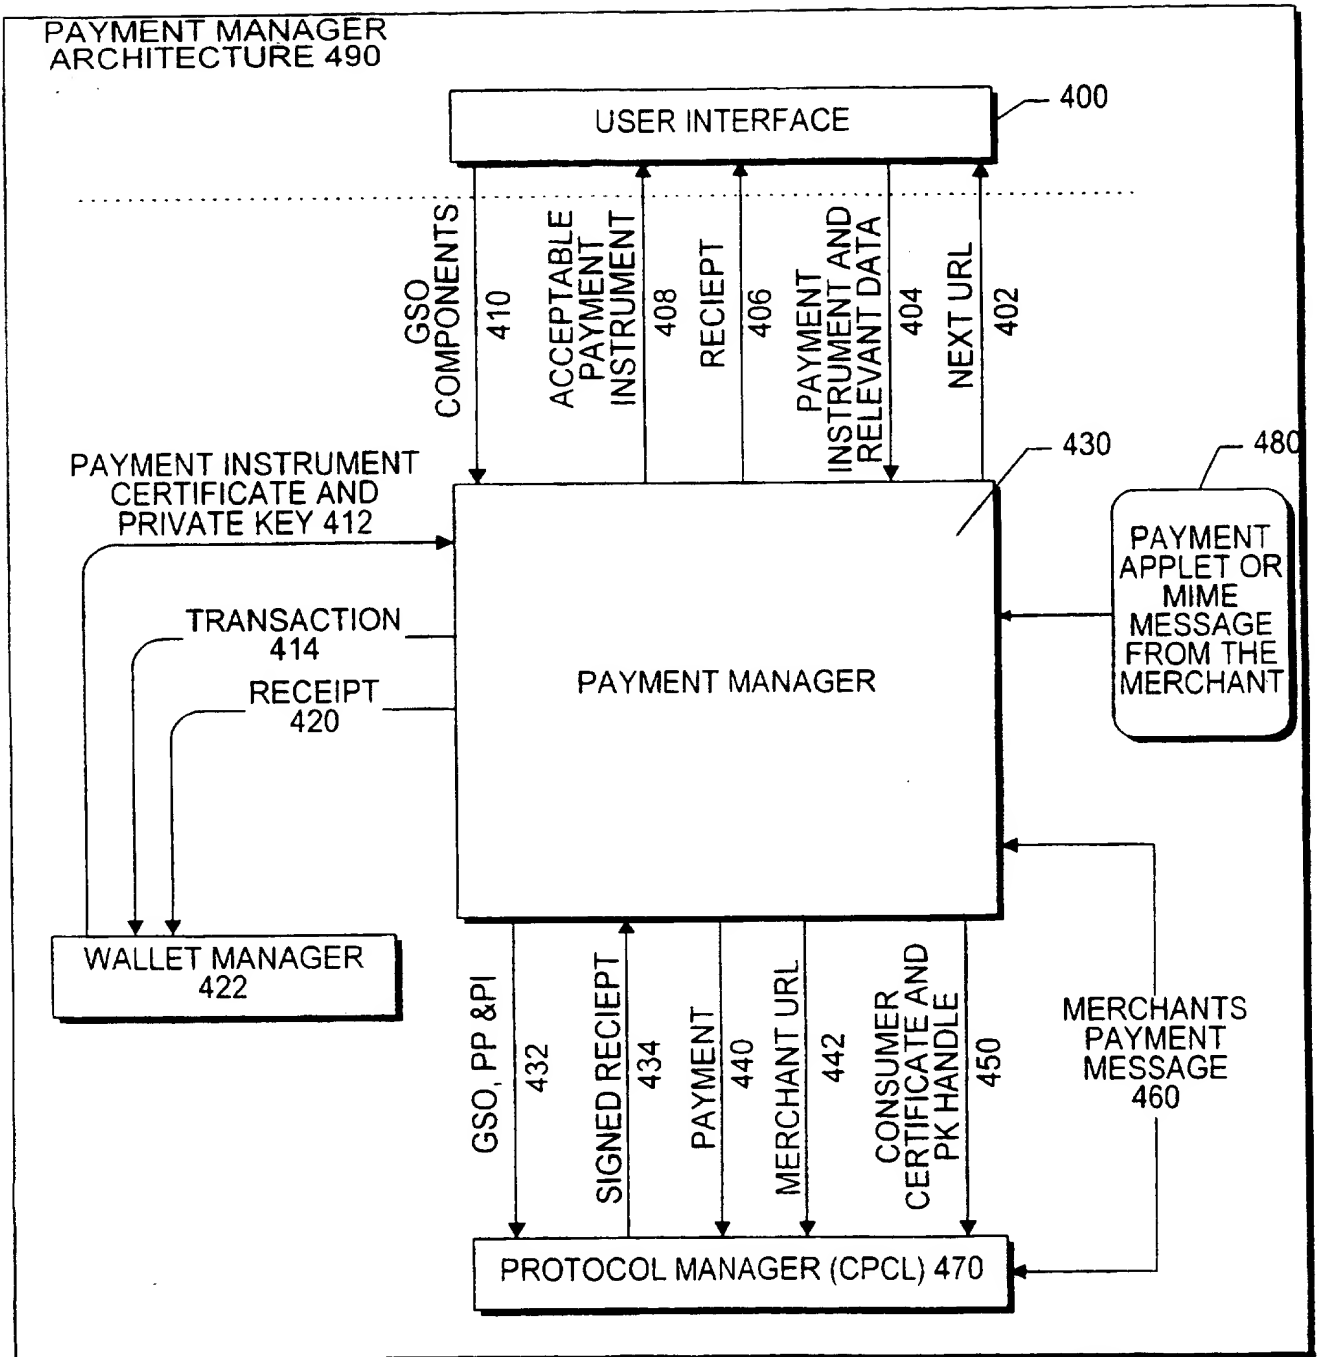 PAYMENT MANAGER
ARCHITECTURE 490
400
USER INTERFACE
GSO
COMPONENTS
410
ACCEPTABLE
PAYMENT
INSTRUMENT
408
RECIEPT
406
PAYMENT
INSTRUMENT AND
RELEVANT DATA
404
NEXT URL
402
430
480
PAYMENT INSTRUMENT
CERTIFICATE AND
PRIVATE KEY 412
PAYMENT
APPLET OR
MIME
MESSAGE
FROM THE
MERCHANT
TRANSACTION
414
RECEIPT
420
PAYMENT MANAGER
WALLET MANAGER
422
GSO, PP &PI
432
SIGNED RECIEPT
434
PAYMENT
440
MERCHANT URL
442
CONSUMER
CERTIFICATE AND
PK HANDLE
450
MERCHANTS
PAYMENT
MESSAGE
460
PROTOCOL MANAGER (CPCL) 470